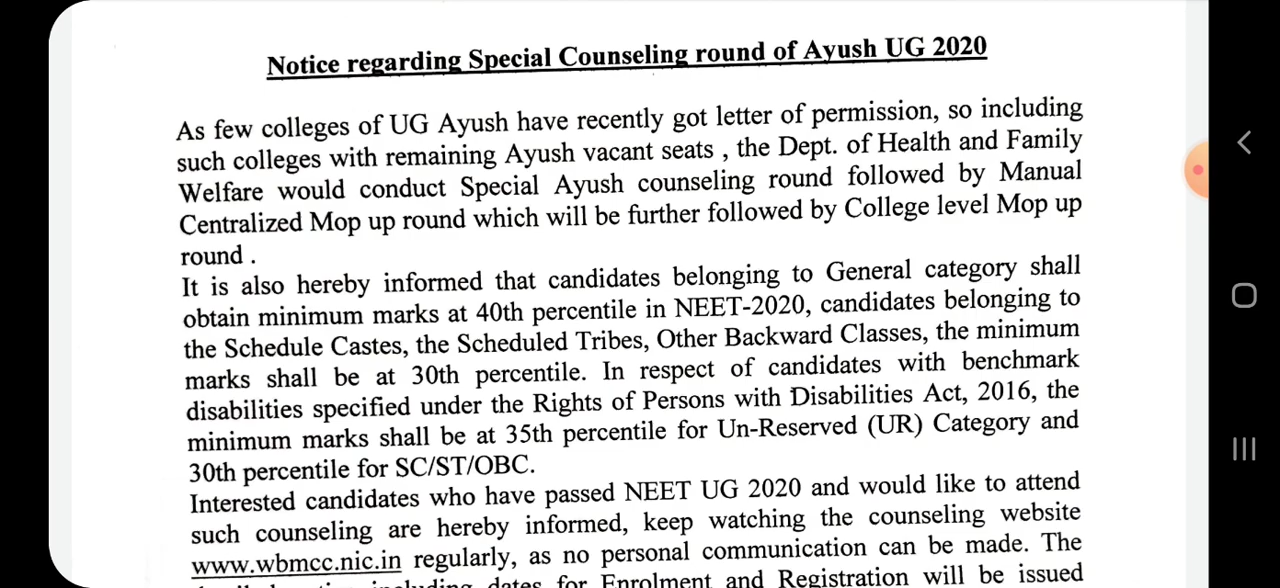 Notice regarding Special Counseling round of Ayush UG 2020
As few colleges of UG Ayush have recently got letter of permission, so including
such colleges with remaining Ayush vacant seats , the Dept. of Health and Family
Welfare would conduct Special Ayush counseling round followed by Manual
Centralized Mop up round which will be further followed by College level Mop up
round .
It is also hereby informed that candidates belonging to General category shall
obtain minimum marks at 40th percentile in NEET-2020, candidates belonging to
the Schedule Castes, the Scheduled Tribes, Other Backward Classes, the minimum
marks shall be at 30th percentile. In respect of candidates with benchmark
disabilities specified under the Rights of Persons with Disabilities Act, 2016, the
minimum marks shall be at 35th percentile for Un-Reserved (UR) Category and
30th percentile for SC/ST/OBC.
Interested candidates who have passed NEET UG 2020 and would like to attend
such counseling are hereby informed, keep watching the counseling website
www.wbmcc.nic.in regularly, as no personal communication can be made. The
including dates for Enrolment and Registration will be issued